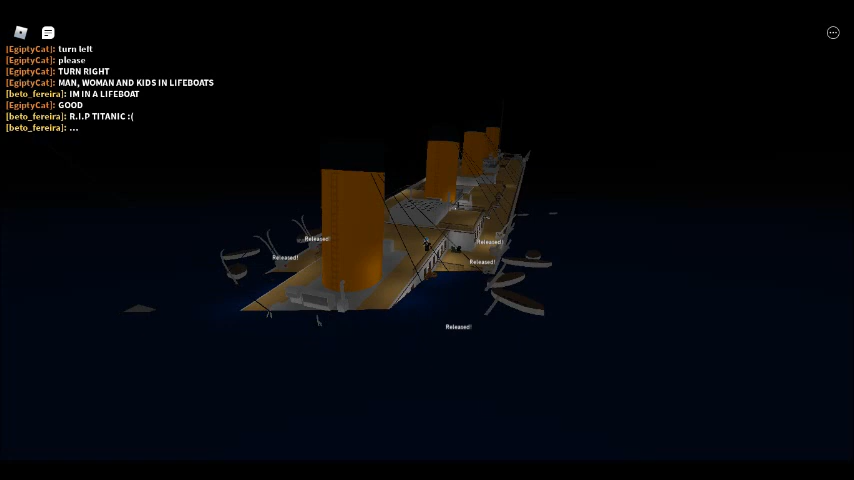 [EgiptyCat]: turn left
[EgiptyCat]: please
[EgiptyCat]: TURN RIGHT
[EgiptyCat]: MAN, WOMAN AND KIDS IN LIFEBOATS
[beto_fereira]: IM IN A LIFEBOAT
[EgiptyCat]: GOOD
[beto_fereira]: R.I.P TITANIC :(
[beto_fereira]: ...
Released!
Released!
Released!
Released!
Released!